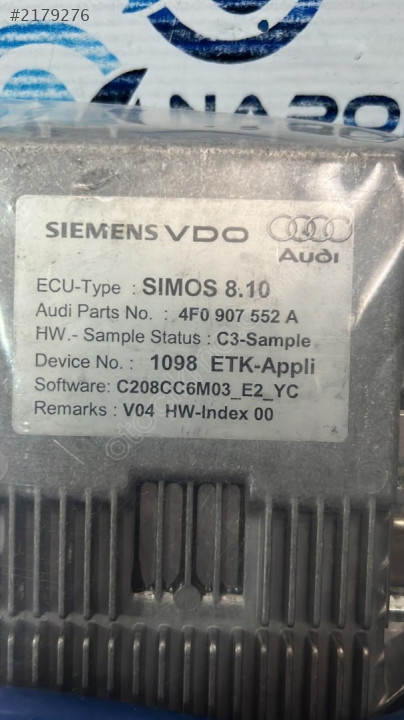 #2179276
ANAPO
SIEMENS VDO
Audi
ECU-Type : SIMOS 8.10
Audi Parts No. : 4F0 907 552 A
HW.- Sample Status : C3-Sample
Device No. : 1098 ETK-Appli
Software: C208CC6M03_E2_YC
Remarks : V04 HW-Index 00